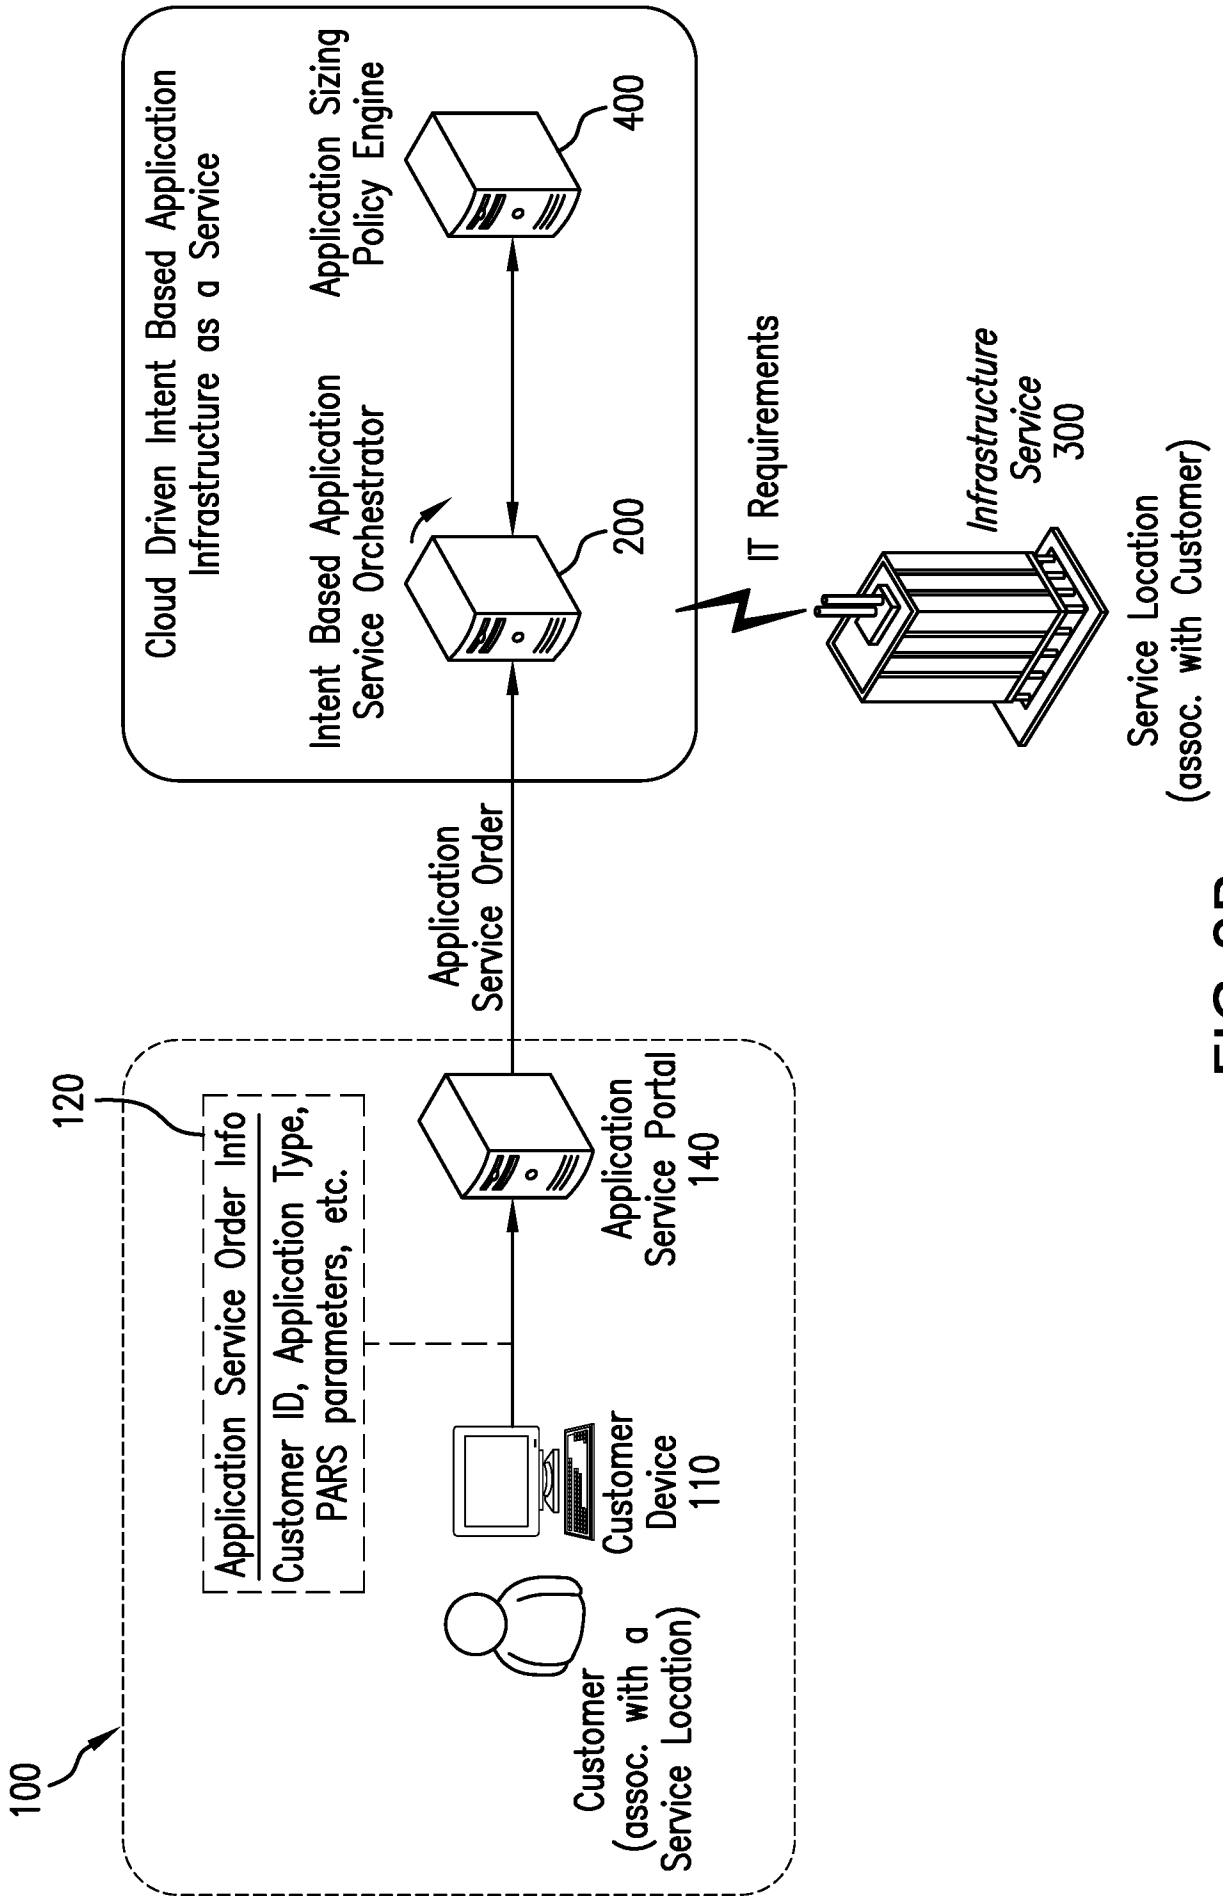 100
120
Application Service Order Info
Customer ID, Application Type,
PARS parameters, etc.
Customer
(assoc. with a
Service Location)
Customer
Device
110
Application
Service Portal
140
Application
Service Order
Cloud Driven Intent Based Application
Infrastructure as a Service
Intent Based Application
Service Orchestrator
200
Application Sizing
Policy Engine
400
IT Requirements
Infrastructure
Service
300
Service Location
(assoc. with Customer)